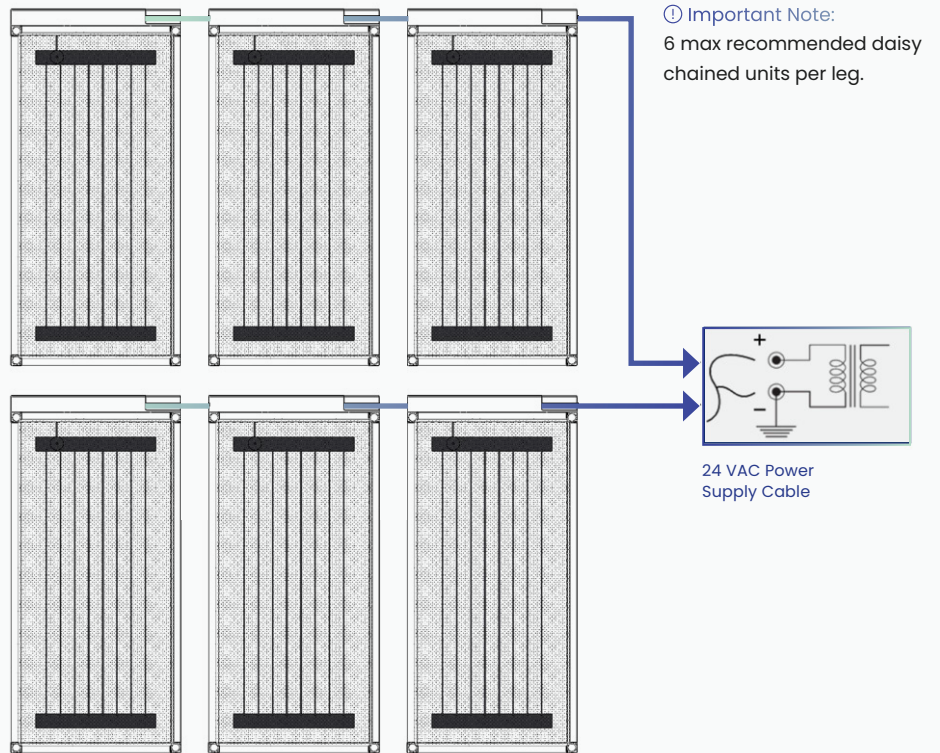 Important Note:
6 max recommended daisy
chained units per leg.
+
−
24 VAC Power
Supply Cable